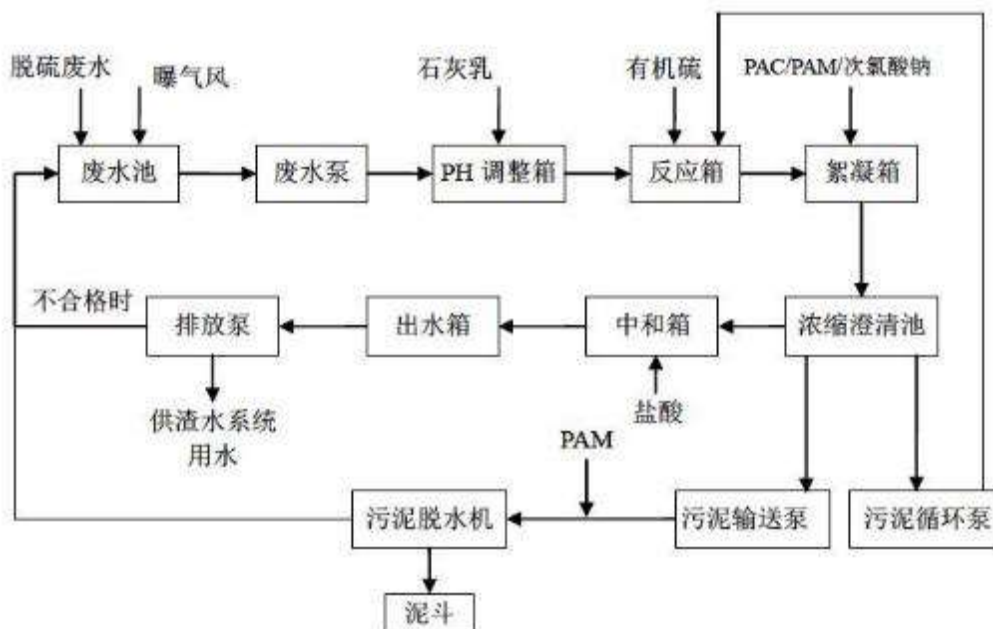 脱硫废水
曝气风
石灰乳
有机硫
PAC/PAM/次氯酸钠
废水池
废水泵
PH 调整箱
反应箱
絮凝箱
不合格时
排放泵
出水箱
中和箱
浓缩澄清池
供渣水系统
用水
盐酸
PAM
污泥脱水机
污泥输送泵
污泥循环泵
泥斗